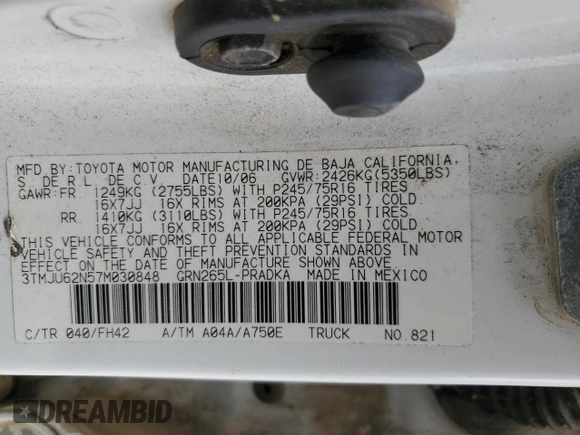 MFD.BY:TOYOTA MOTOR MANUFACTURING DE BAJA CALIFORNIA,
S DE R L DE C V DATE10/06 GVWR:2426KG(5350LBS)
GAWR:FR. 1249KG (2755LBS) WITH P245/75R16 TIRES
16X7JJ 16X RIMS AT 200KPA (29PSI) COLD.
RR. 1410KG (3110LBS) WITH P245/75R16 TIRES
16X7JJ 16X RIMS AT 200KPA (29PSI) COLD.
THIS VEHICLE CONFORMS TO ALL APPLICABLE FEDERAL MOTOR
VEHICLE SAFETY AND THEFT PREVENTION STANDARDS IN
EFFECT ON THE DATE OF MANUFACTURE SHOWN ABOVE
3TMJU62N57M030848 GRN265L-PRADKA MADE IN MEXICO
C/TR 040/FH42 A/TM A04A/A750E TRUCK NO.821
DREAMBID